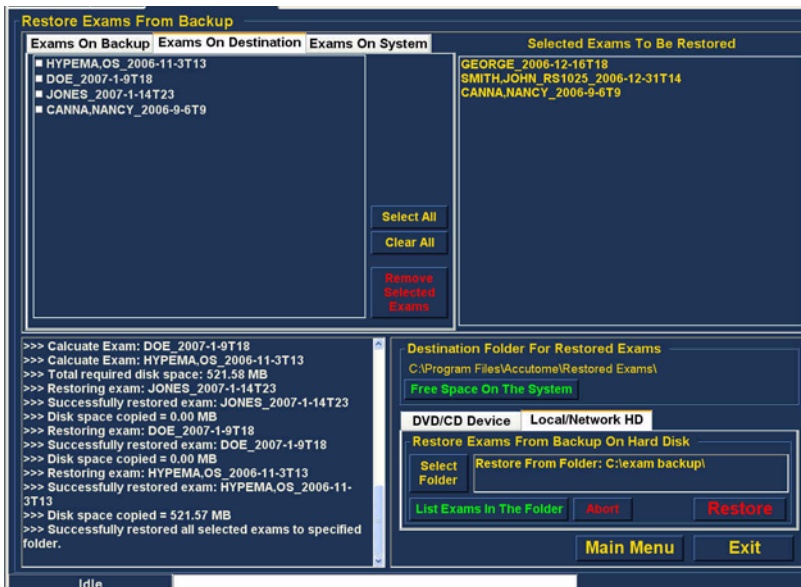 Restore Exams From Backup
Exams On Backup Exams On Destination Exams On System
HYPEMA,OS_2006-11-3T13
DOE_2007-1-9T18
JONES_2007-1-14T23
CANNA,NANCY_2006-9-6T9
Select All
Clear All
Remove
Selected
Exams
Selected Exams To Be Restored
GEORGE_2006-12-16T18
SMITH,JOHN_RS1025_2006-12-31T14
CANNA,NANCY_2006-9-6T9
>>> Calcuate Exam: DOE_2007-1-9T18
>>> Calcuate Exam: HYPEMA,OS_2006-11-3T13
>>> Total required disk space: 521.58 MB
>>> Restoring exam: JONES_2007-1-14T23
>>> Successfully restored exam: JONES_2007-1-14T23
>>> Disk space copied = 0.00 MB
>>> Restoring exam: DOE_2007-1-9T18
>>> Successfully restored exam: DOE_2007-1-9T18
>>> Disk space copied = 0.00 MB
>>> Restoring exam: HYPEMA,OS_2006-11-3T13
>>> Successfully restored exam: HYPEMA,OS_2006-11-
3T13
>>> Disk space copied = 521.57 MB
>>> Successfully restored all selected exams to specified
folder.
Destination Folder For Restored Exams
C:\Program Files\Accutome\Restored Exams\
Free Space On The System
DVD/CD Device Local/Network HD
Restore Exams From Backup On Hard Disk
Select
Folder
Restore From Folder: C:\exam backup\
List Exams In The Folder Abort Restore
Main Menu Exit
Idle